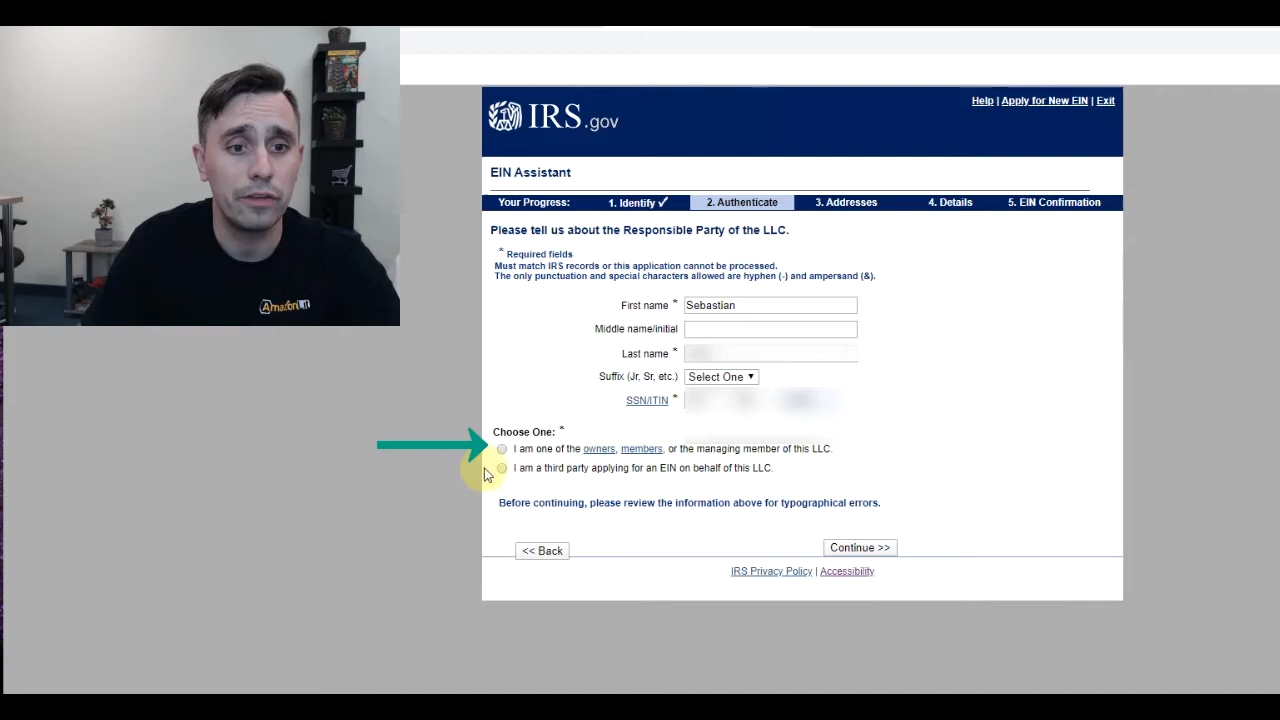 Help | Apply for New EIN | Exit
IRS.gov
EIN Assistant
Your Progress: 1. Identify ✓ 2. Authenticate 3. Addresses 4. Details 5. EIN Confirmation
Please tell us about the Responsible Party of the LLC.
* Required fields
Must match IRS records or this application cannot be processed.
The only punctuation and special characters allowed are hyphen (-) and ampersand (&).
First name * Sebastian
Middle name/initial
Last name *
Suffix (Jr, Sr, etc.) Select One ▼
SSN/ITIN *
Choose One: *
I am one of the owners, members, or the managing member of this LLC.
I am a third party applying for an EIN on behalf of this LLC.
Before continuing, please review the information above for typographical errors.
<< Back Continue >>
IRS Privacy Policy | Accessibility